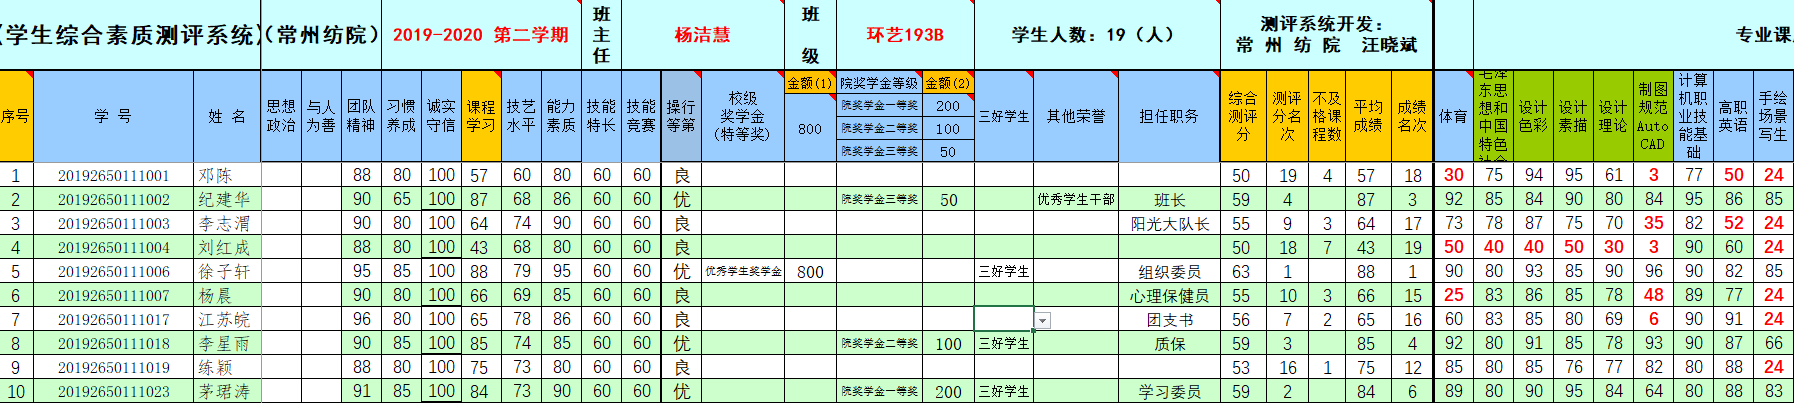 (学生综合素质测评系统)(常州纺院) 2019-2020 第二学期 班主任 杨洁慧 班级 环艺193B 学生人数：19（人） 测评系统开发： 常州纺院 汪晓斌 专业课
序号 学号 姓名 思想政治 与人为善 团队精神 习惯养成 诚实守信 课程学习 技艺水平 能力素质 技能特长 技能竞赛 操行等第 校级奖学金（特等奖） 金额(1) 800 院奖学金等级 金额(2) 三好学生 其他荣誉 担任职务 综合测评分 测评分名次 不及格课程数 平均成绩 成绩名次 体育 毛泽东思想和中国特色社会 设计色彩 设计素描 设计理论 制图规范AutoCAD 计算机职业技能基础 高职英语 手绘场景写生
院奖学金一等奖 200
院奖学金二等奖 100
院奖学金三等奖 50
1 20192650111001 邓陈 88 80 100 57 60 80 60 60 良 50 19 4 57 18 30 75 94 95 61 3 77 50 24
2 20192650111002 纪建华 90 65 100 87 68 86 60 60 优 院奖学金三等奖 50 优秀学生干部 班长 59 4 87 3 92 85 84 90 80 84 95 86 85
3 20192650111003 李志渭 90 80 100 64 74 90 60 60 良 阳光大队长 55 9 3 64 17 73 78 87 75 70 35 82 52 24
4 20192650111004 刘红成 88 80 100 43 68 80 60 60 良 50 18 7 43 19 50 40 40 50 30 3 90 60 24
5 20192650111006 徐子轩 95 85 100 88 79 95 60 60 优 优秀学生奖学金 800 三好学生 组织委员 63 1 88 1 90 80 93 85 90 96 90 82 85
6 20192650111007 杨晨 90 80 100 66 69 85 60 60 良 心理保健员 55 10 3 66 15 25 83 86 85 78 48 89 77 24
7 20192650111017 江苏皖 96 80 100 65 78 86 60 60 良 团支书 56 7 2 65 16 60 83 85 80 69 6 90 91 24
8 20192650111018 李星雨 90 80 100 85 74 85 60 60 优 院奖学金二等奖 100 三好学生 质保 59 3 85 4 92 80 91 85 78 93 90 87 66
9 20192650111019 练颖 88 80 100 75 73 80 60 60 良 53 16 1 75 12 85 80 85 76 77 82 80 88 24
10 20192650111023 茅珺涛 91 85 100 84 73 90 60 60 优 院奖学金一等奖 200 三好学生 学习委员 59 2 84 6 89 80 90 95 84 64 80 88 83